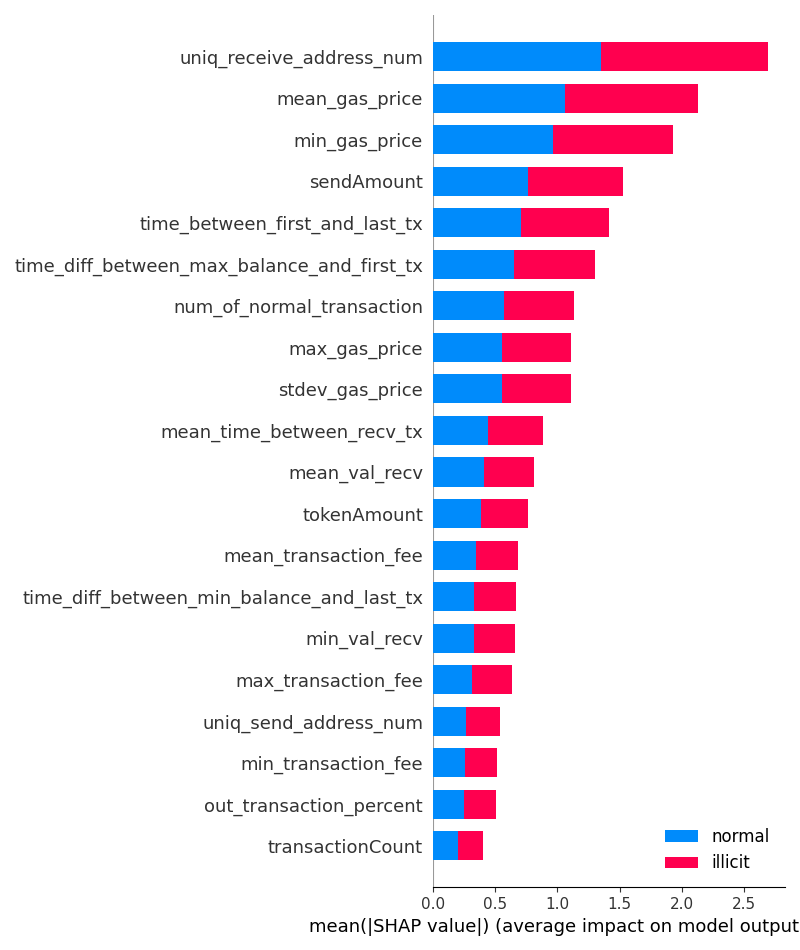 uniq_receive_address_num
mean_gas_price
min_gas_price
sendAmount
time_between_first_and_last_tx
time_diff_between_max_balance_and_first_tx
num_of_normal_transaction
max_gas_price
stdev_gas_price
mean_time_between_recv_tx
mean_val_recv
tokenAmount
mean_transaction_fee
time_diff_between_min_balance_and_last_tx
min_val_recv
max_transaction_fee
uniq_send_address_num
min_transaction_fee
out_transaction_percent
transactionCount
normal
illicit
0.0 0.5 1.0 1.5 2.0 2.5
mean(|SHAP value|) (average impact on model output